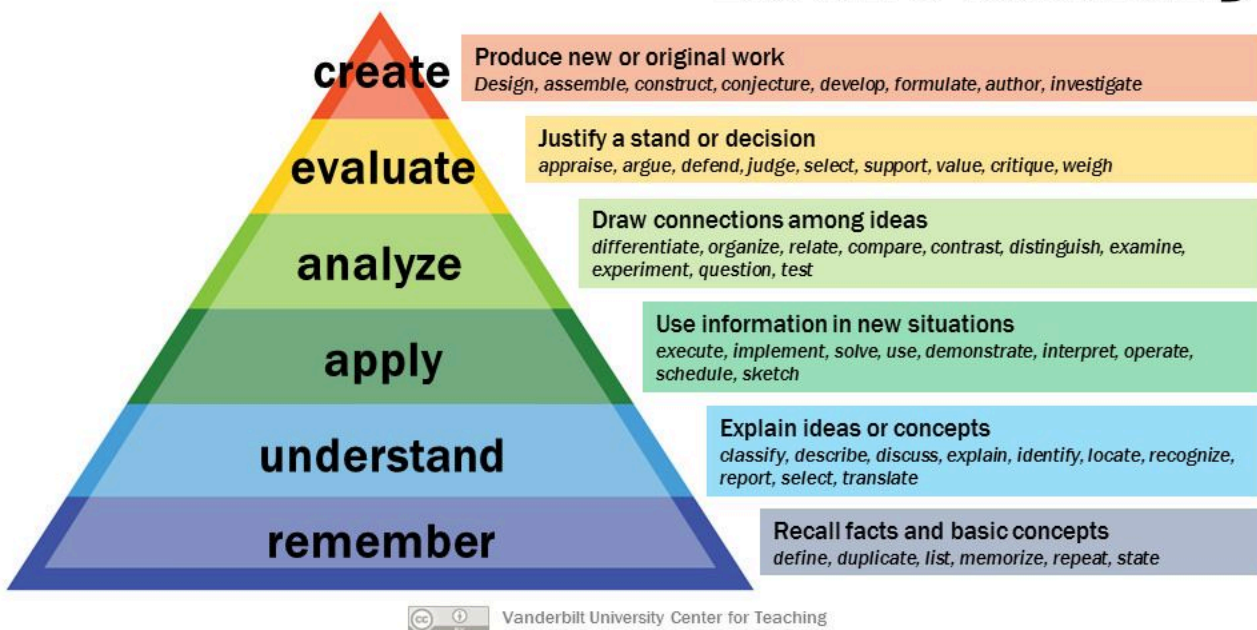 create
Produce new or original work
Design, assemble, construct, conjecture, develop, formulate, author, investigate
evaluate
Justify a stand or decision
appraise, argue, defend, judge, select, support, value, critique, weigh
analyze
Draw connections among ideas
differentiate, organize, relate, compare, contrast, distinguish, examine,
experiment, question, test
apply
Use information in new situations
execute, implement, solve, use, demonstrate, interpret, operate,
schedule, sketch
understand
Explain ideas or concepts
classify, describe, discuss, explain, identify, locate, recognize,
report, select, translate
remember
Recall facts and basic concepts
define, duplicate, list, memorize, repeat, state
cc
Vanderbilt University Center for Teaching